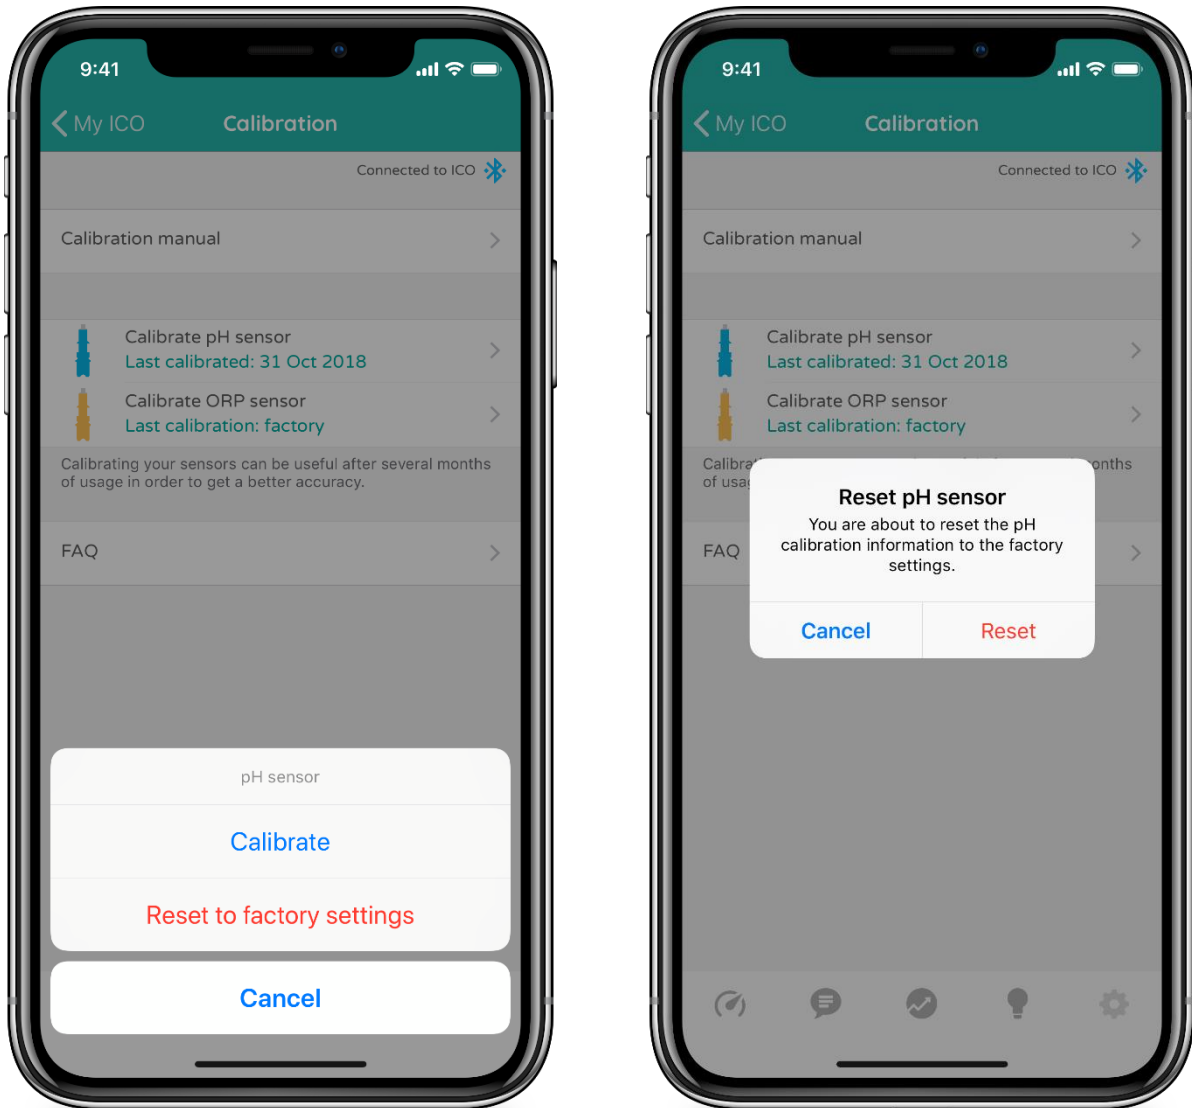 9:41
My ICO
Calibration
Connected to ICO
Calibration manual
Calibrate pH sensor
Last calibrated: 31 Oct 2018
Calibrate ORP sensor
Last calibration: factory
Calibrating your sensors can be useful after several months
of usage in order to get a better accuracy.
FAQ
pH sensor
Calibrate
Reset to factory settings
Cancel
9:41
My ICO
Calibration
Connected to ICO
Calibration manual
Calibrate pH sensor
Last calibrated: 31 Oct 2018
Calibrate ORP sensor
Last calibration: factory
Reset pH sensor
You are about to reset the pH
calibration information to the factory
settings.
FAQ
Cancel
Reset